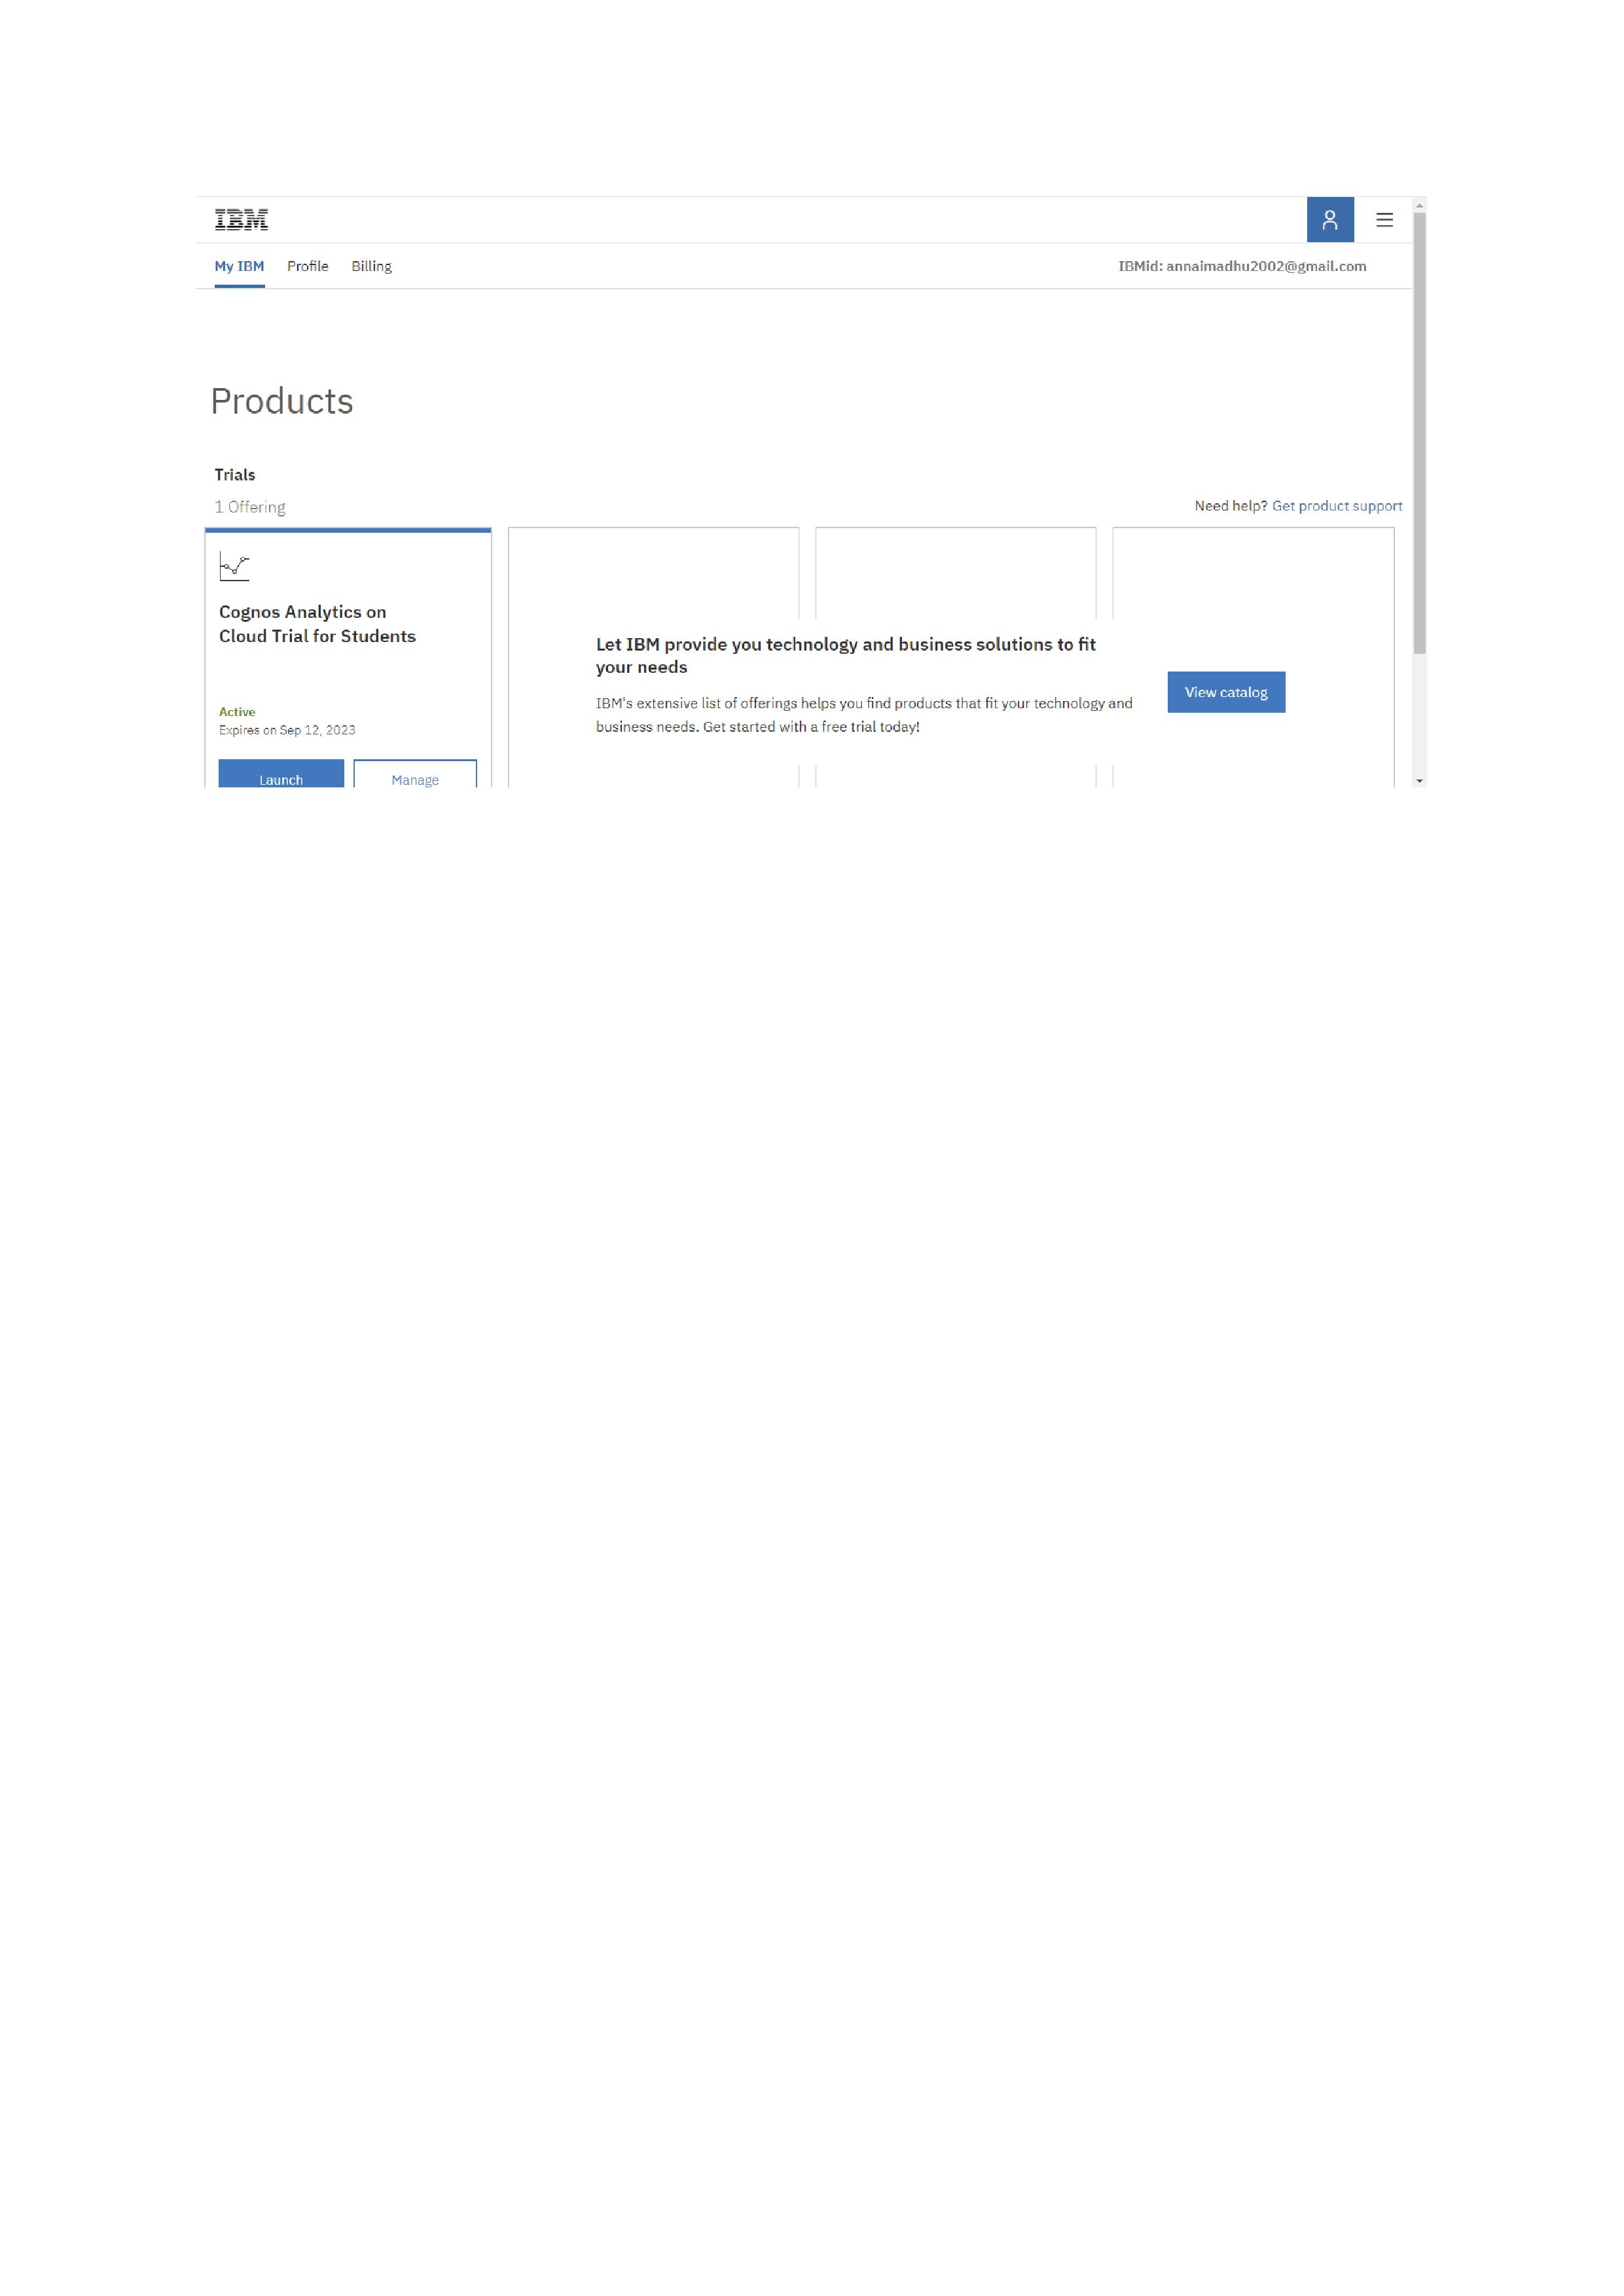 IBM
My IBM Profile Billing IBMid: annaimadhu2002@gmail.com
Products
Trials
1 Offering
Need help? Get product support
Cognos Analytics on
Cloud Trial for Students
Active
Expires on Sep 12, 2023
Launch Manage
Let IBM provide you technology and business solutions to fit
your needs
IBM's extensive list of offerings helps you find products that fit your technology and
business needs. Get started with a free trial today!
View catalog